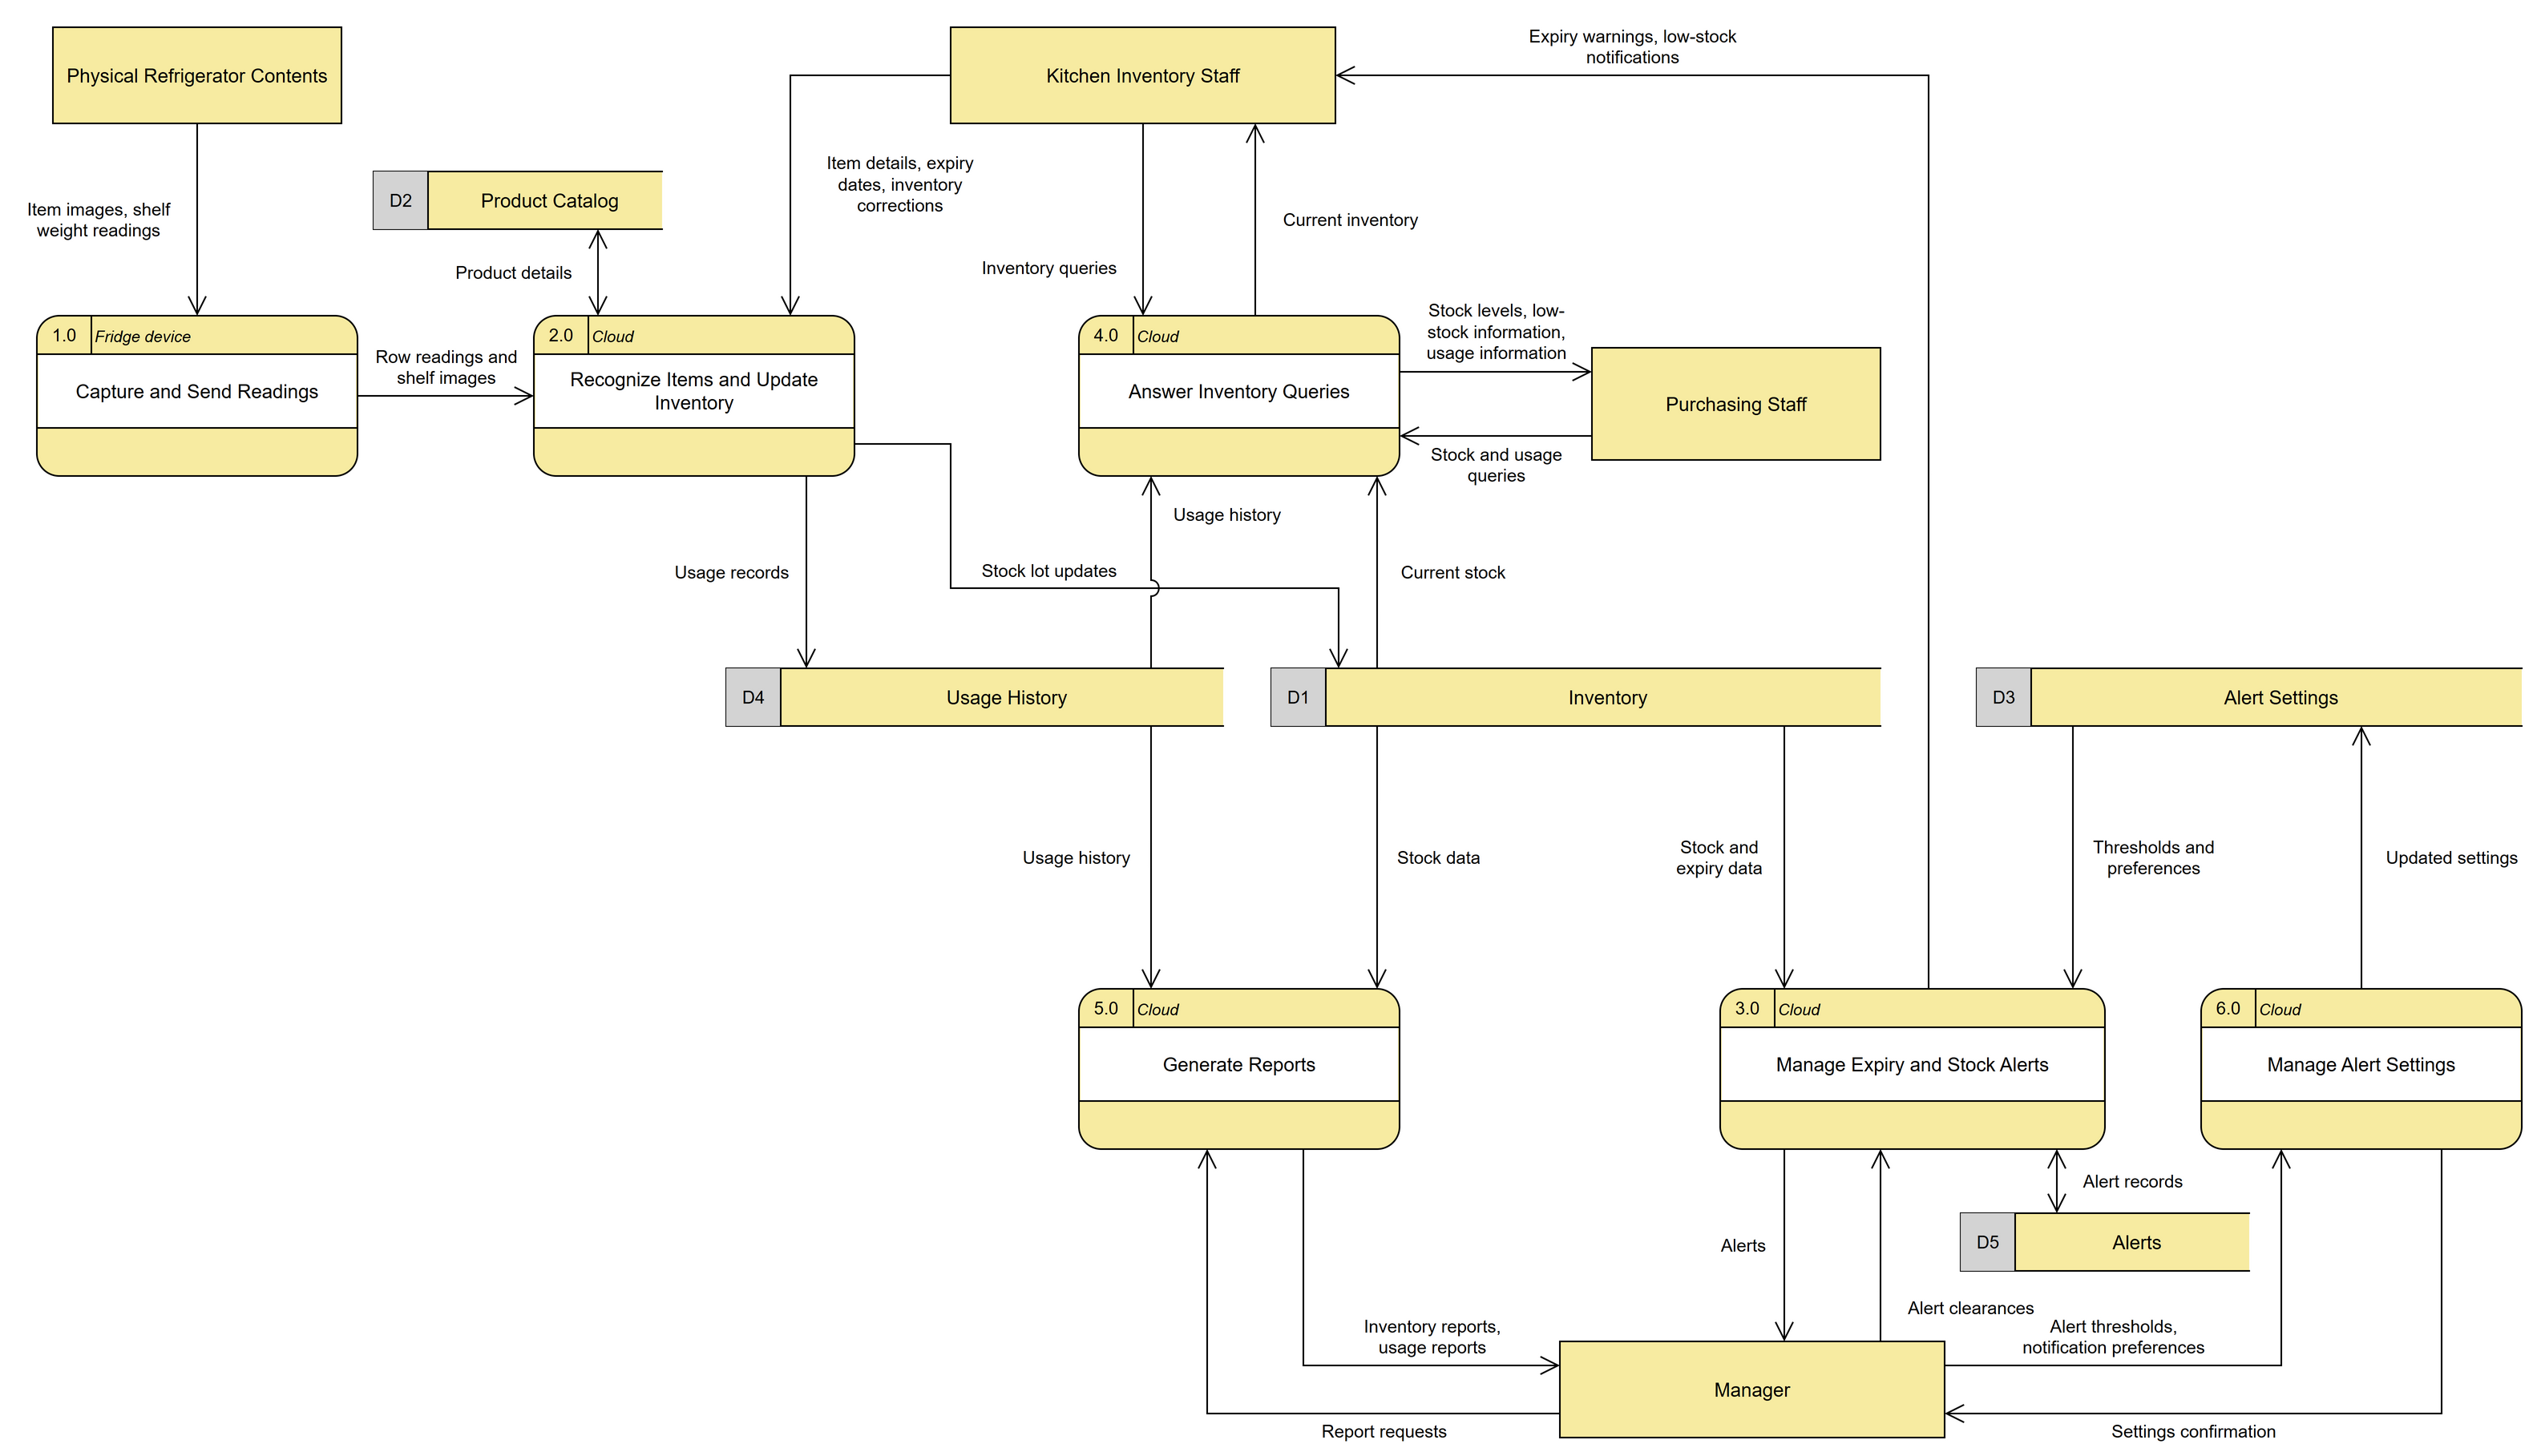 Expiry warnings, low-stock
notifications
Physical Refrigerator Contents
Kitchen Inventory Staff
Item details, expiry
dates, inventory
corrections
D2
Product Catalog
Item images, shelf
weight readings
Current inventory
Product details
Inventory queries
Stock levels, low-
stock information,
usage information
1.0
Fridge device
Capture and Send Readings
Row readings and
shelf images
2.0
Cloud
Recognize Items and Update
Inventory
4.0
Cloud
Answer Inventory Queries
Purchasing Staff
Stock and usage
queries
Usage history
Usage records
Stock lot updates
Current stock
D4
Usage History
D1
Inventory
D3
Alert Settings
Usage history
Stock data
Stock and
expiry data
Thresholds and
preferences
Updated settings
5.0
Cloud
Generate Reports
3.0
Cloud
Manage Expiry and Stock Alerts
6.0
Cloud
Manage Alert Settings
Alert records
Alerts
D5
Alerts
Alert clearances
Inventory reports,
usage reports
Alert thresholds,
notification preferences
Manager
Report requests
Settings confirmation